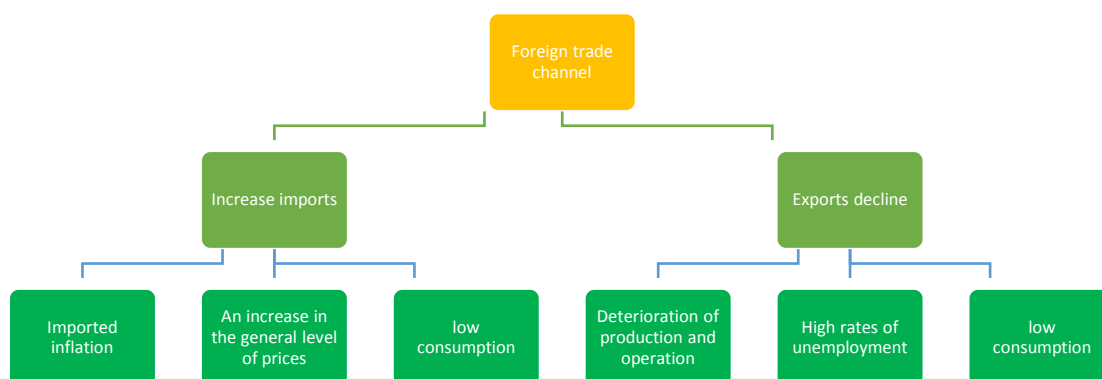 Foreign trade
channel
Increase imports
Exports decline
Imported
inflation
An increase in
the general level
of prices
low
consumption
Deterioration of
production and
operation
High rates of
unemployment
low
consumption